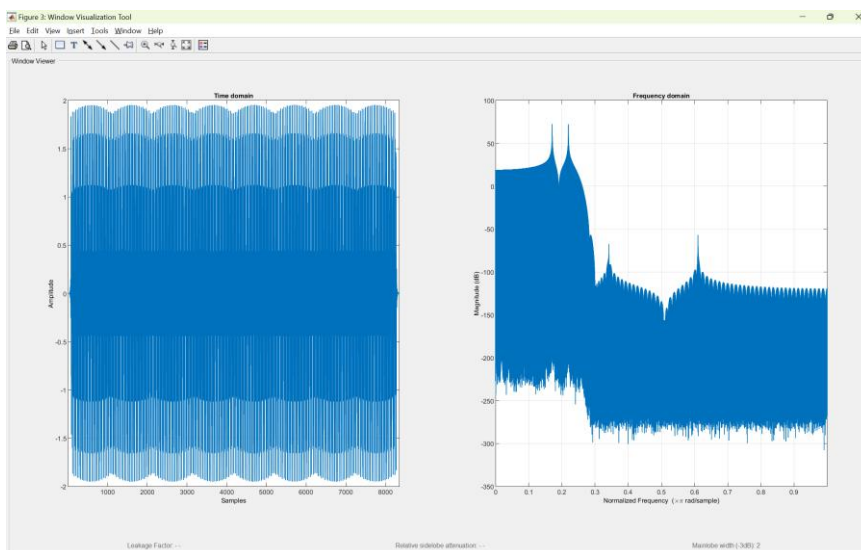 Figure 3: Window Visualization Tool
File Edit View Insert Tools Window Help
Window Viewer
Time domain
2
1.5
1
0.5
0
-0.5
-1
-1.5
-2
Amplitude
1000 2000 3000 4000 5000 6000 7000 8000
Samples
Frequency domain
100
50
0
-50
-100
-150
-200
-250
-300
-350
Magnitude (dB)
0 0.1 0.2 0.3 0.4 0.5 0.6 0.7 0.8 0.9
Normalized Frequency (×π rad/sample)
Leakage Factor: -- Relative sidelobe attenuation: -- Mainlobe width (-3dB): 2